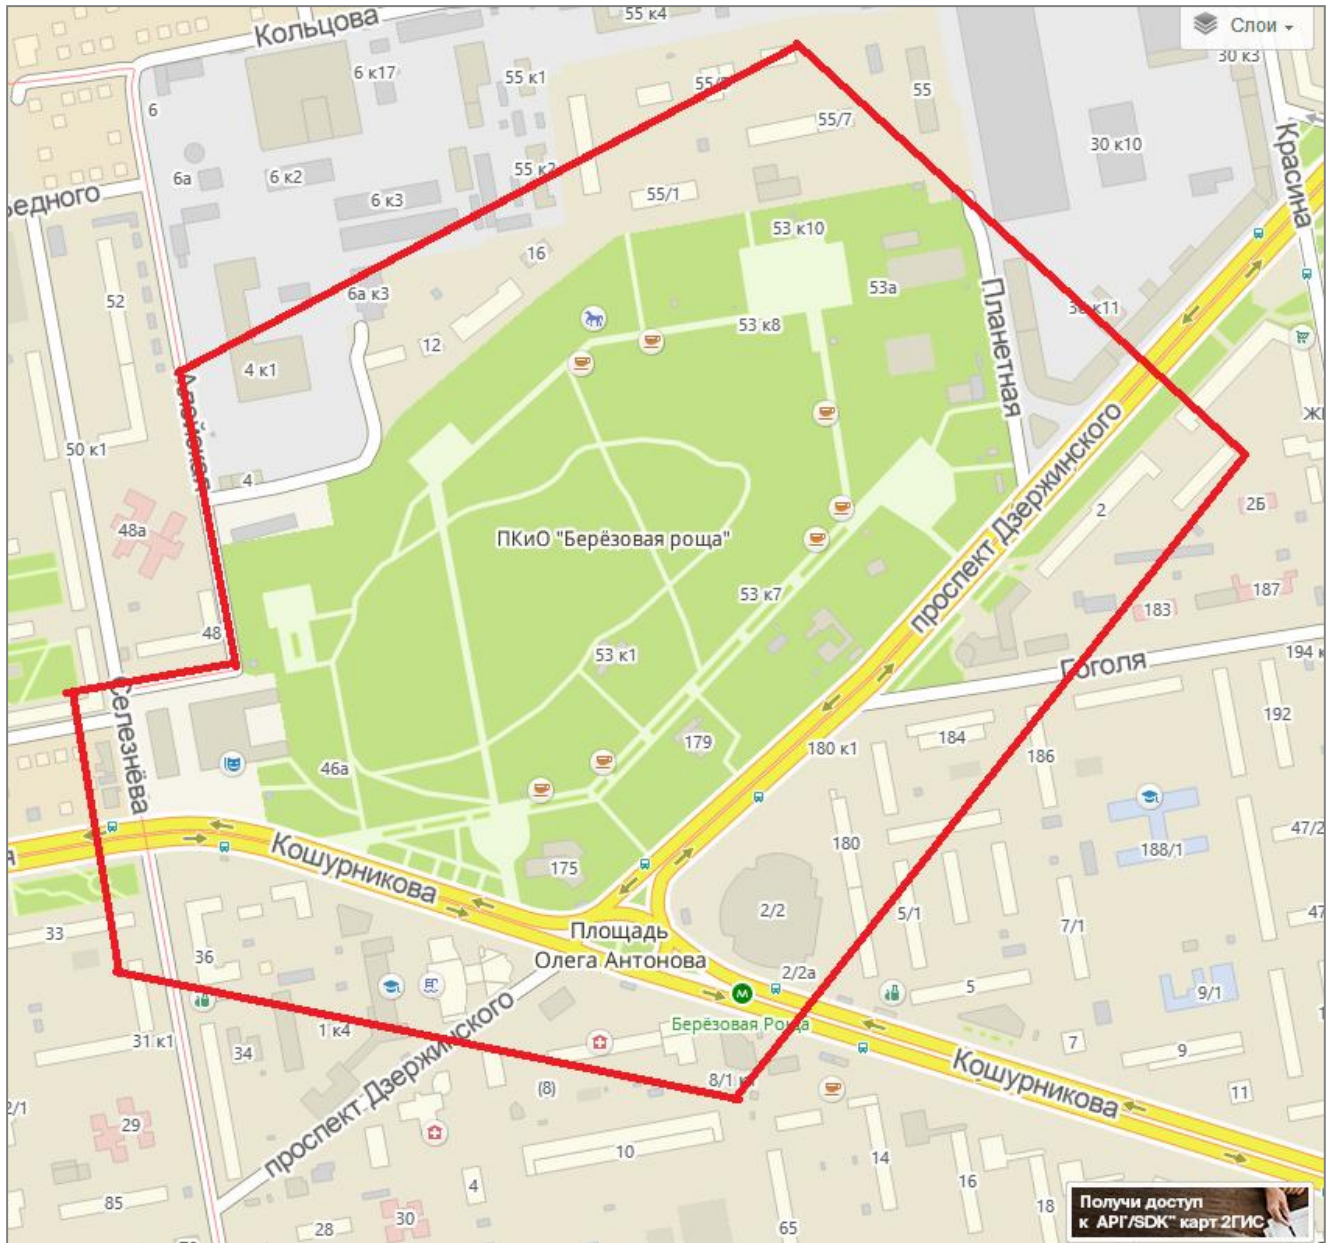 Кольцова
55 к4
Слои
30 к3
6 к17
55 к1
55
6
55/7
Красина
30 к10
55 к2
6а
6 к2
6 к3
55/1
53 к10
16
53а
6а к3
52
Планетная
53 к8
12
4 к1
Алейская
50 к1
4
48а
ПКиО "Берёзовая роща"
проспект Дзержинского
2
2Б
53 к7
187
183
48
53 к1
Гоголя
Селезнёва
192
179
184
180 к1
186
46а
Кошурникова
180
188/1
175
2/2
5/1
7/1
33
Площадь
Олега Антонова
36
2/2а
5
9/1
проспект Дзержинского
Берёзовая Роща
1 к4
31 к1
34
7
9
Кошурникова
(8)
11
29
10
14
4
16
85
18
30
28
65
Получи доступ
к API/SDK" карт 2ГИС